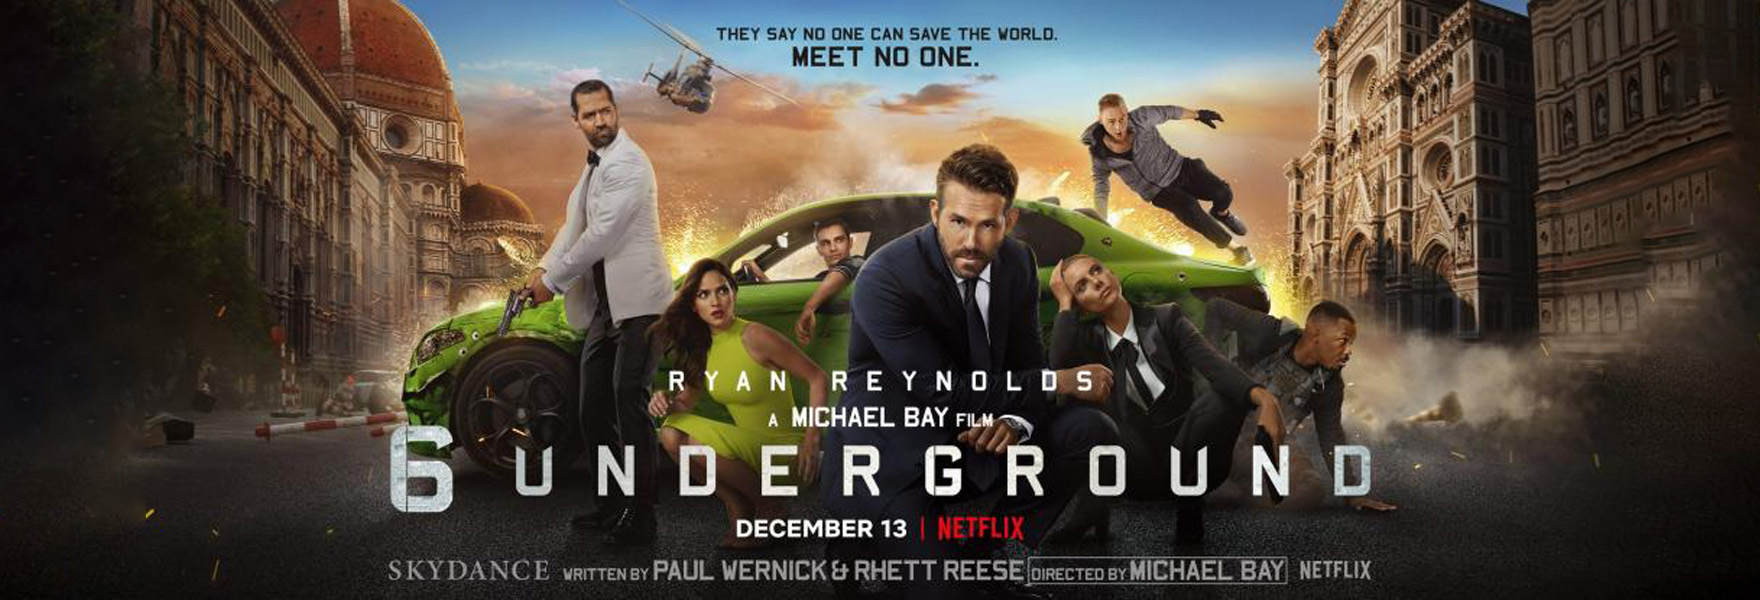 THEY SAY NO ONE CAN SAVE THE WORLD.
MEET NO ONE.
RYAN REYNOLDS
A MICHAEL BAY FILM
6 UNDERGROUND
DECEMBER 13 | NETFLIX
SKYDANCE WRITTEN BY PAUL WERNICK & RHETT REESE DIRECTED BY MICHAEL BAY NETFLIX